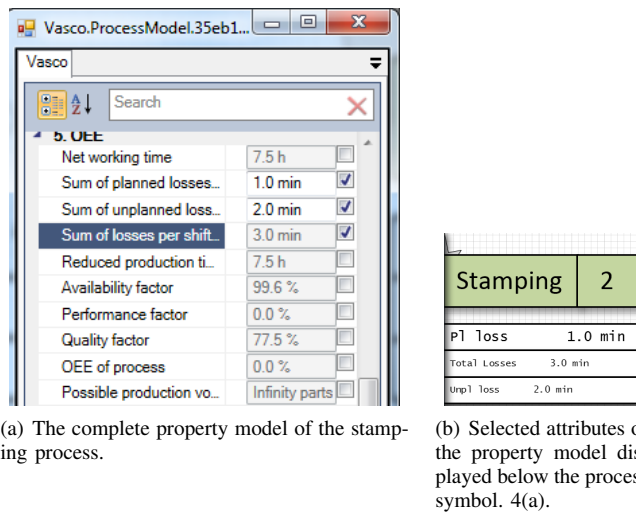 Vasco.ProcessModel.35eb1...
Vasco
Search
5. OEE
Net working time 7.5 h
Sum of planned losses... 1.0 min
Sum of unplanned loss... 2.0 min
Sum of losses per shift... 3.0 min
Reduced production ti... 7.5 h
Availability factor 99.6 %
Performance factor 0.0 %
Quality factor 77.5 %
OEE of process 0.0 %
Possible production vo... Infinity parts
(a) The complete property model of the stamp-
ing process.
Stamping 2
Pl loss 1.0 min
Total Losses 3.0 min
Unpl loss 2.0 min
(b) Selected attributes o
the property model dis
played below the process
symbol. 4(a).